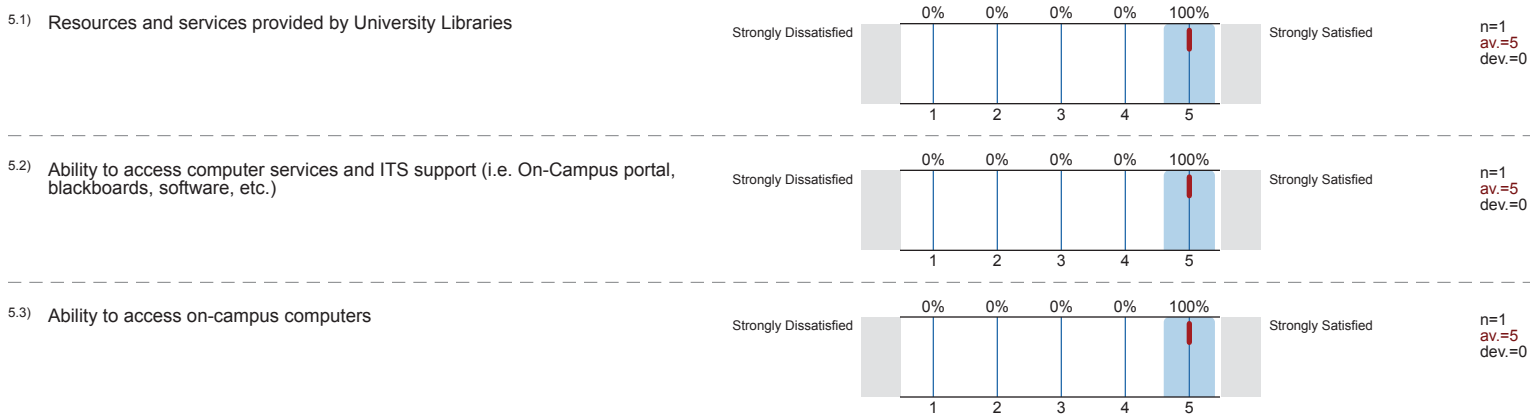 5.1) Resources and services provided by University Libraries
0% 0% 0% 0% 100%
Strongly Dissatisfied
Strongly Satisfied
n=1
av.=5
dev.=0
1 2 3 4 5
5.2) Ability to access computer services and ITS support (i.e. On-Campus portal,
blackboards, software, etc.)
0% 0% 0% 0% 100%
Strongly Dissatisfied
Strongly Satisfied
n=1
av.=5
dev.=0
1 2 3 4 5
5.3) Ability to access on-campus computers
0% 0% 0% 0% 100%
Strongly Dissatisfied
Strongly Satisfied
n=1
av.=5
dev.=0
1 2 3 4 5